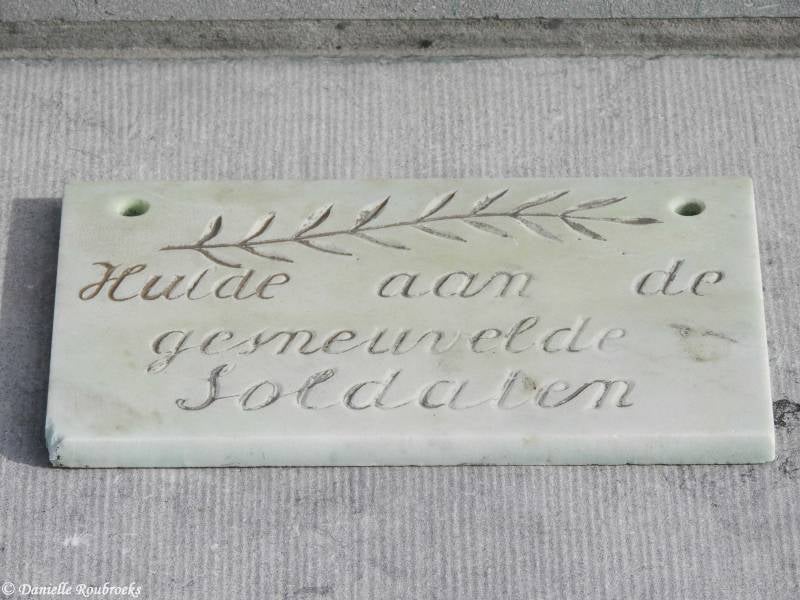 Hulde aan de
gesneuvelde
Soldaten
© Danielle Roubroeks